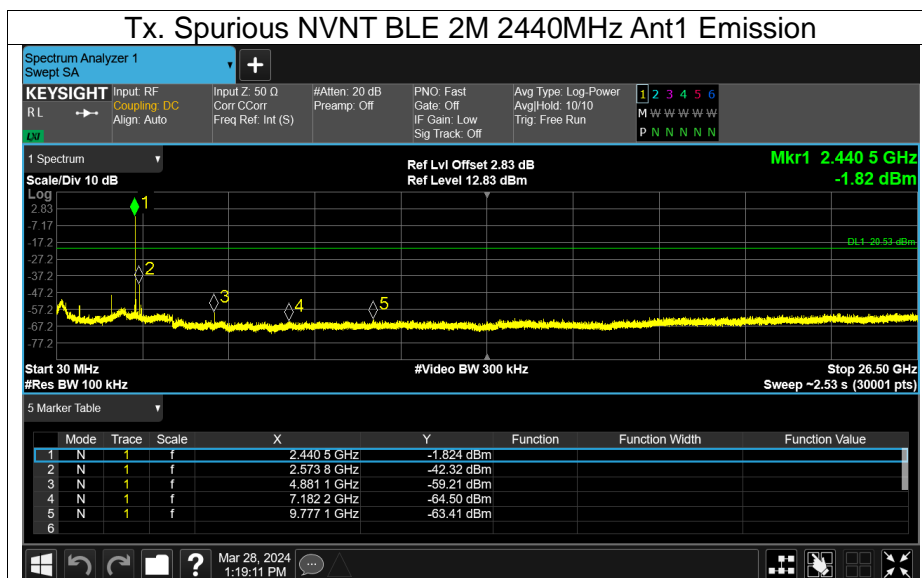 Tx. Spurious NVNT BLE 2M 2440MHz Ant1 Emission
Spectrum Analyzer 1
Swept SA
+
KEYSIGHT Input: RF Input Z: 50 Ω #Atten: 20 dB PNO: Fast Avg Type: Log-Power 1 2 3 4 5 6
R L Coupling: DC Corr CCorr Preamp: Off Gate: Off Avg|Hold: 10/10 M W W W W W
Align: Auto Freq Ref: Int (S) IF Gain: Low Trig: Free Run
LXI Sig Track: Off P N N N N N
1 Spectrum Ref Lvl Offset 2.83 dB Mkr1 2.440 5 GHz
Scale/Div 10 dB Ref Level 12.83 dBm -1.82 dBm
Log
2.83
-7.17
-17.2
-27.2
-37.2
-47.2
-57.2
-67.2
-77.2
1
2
3
4
5
DL1 -20.53 dBm
Start 30 MHz #Video BW 300 kHz Stop 26.50 GHz
#Res BW 100 kHz Sweep ~2.53 s (30001 pts)
5 Marker Table
Mode Trace Scale X Y Function Function Width Function Value
1 N 1 f 2.440 5 GHz -1.824 dBm
2 N 1 f 2.573 8 GHz -42.32 dBm
3 N 1 f 4.881 1 GHz -59.21 dBm
4 N 1 f 7.182 2 GHz -64.50 dBm
5 N 1 f 9.777 1 GHz -63.41 dBm
6
? Mar 28, 2024
1:19:11 PM